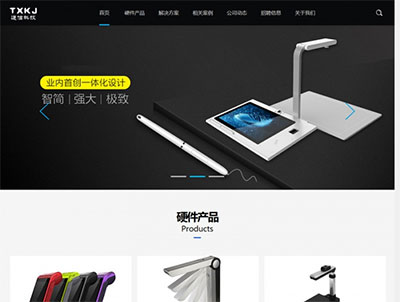 TXKJ
通信科技
首页 硬件产品 解决方案 相关案例 公司动态 招聘信息 关于我们
业内首创一体化设计
智简 | 强大 | 极致
硬件产品
Products